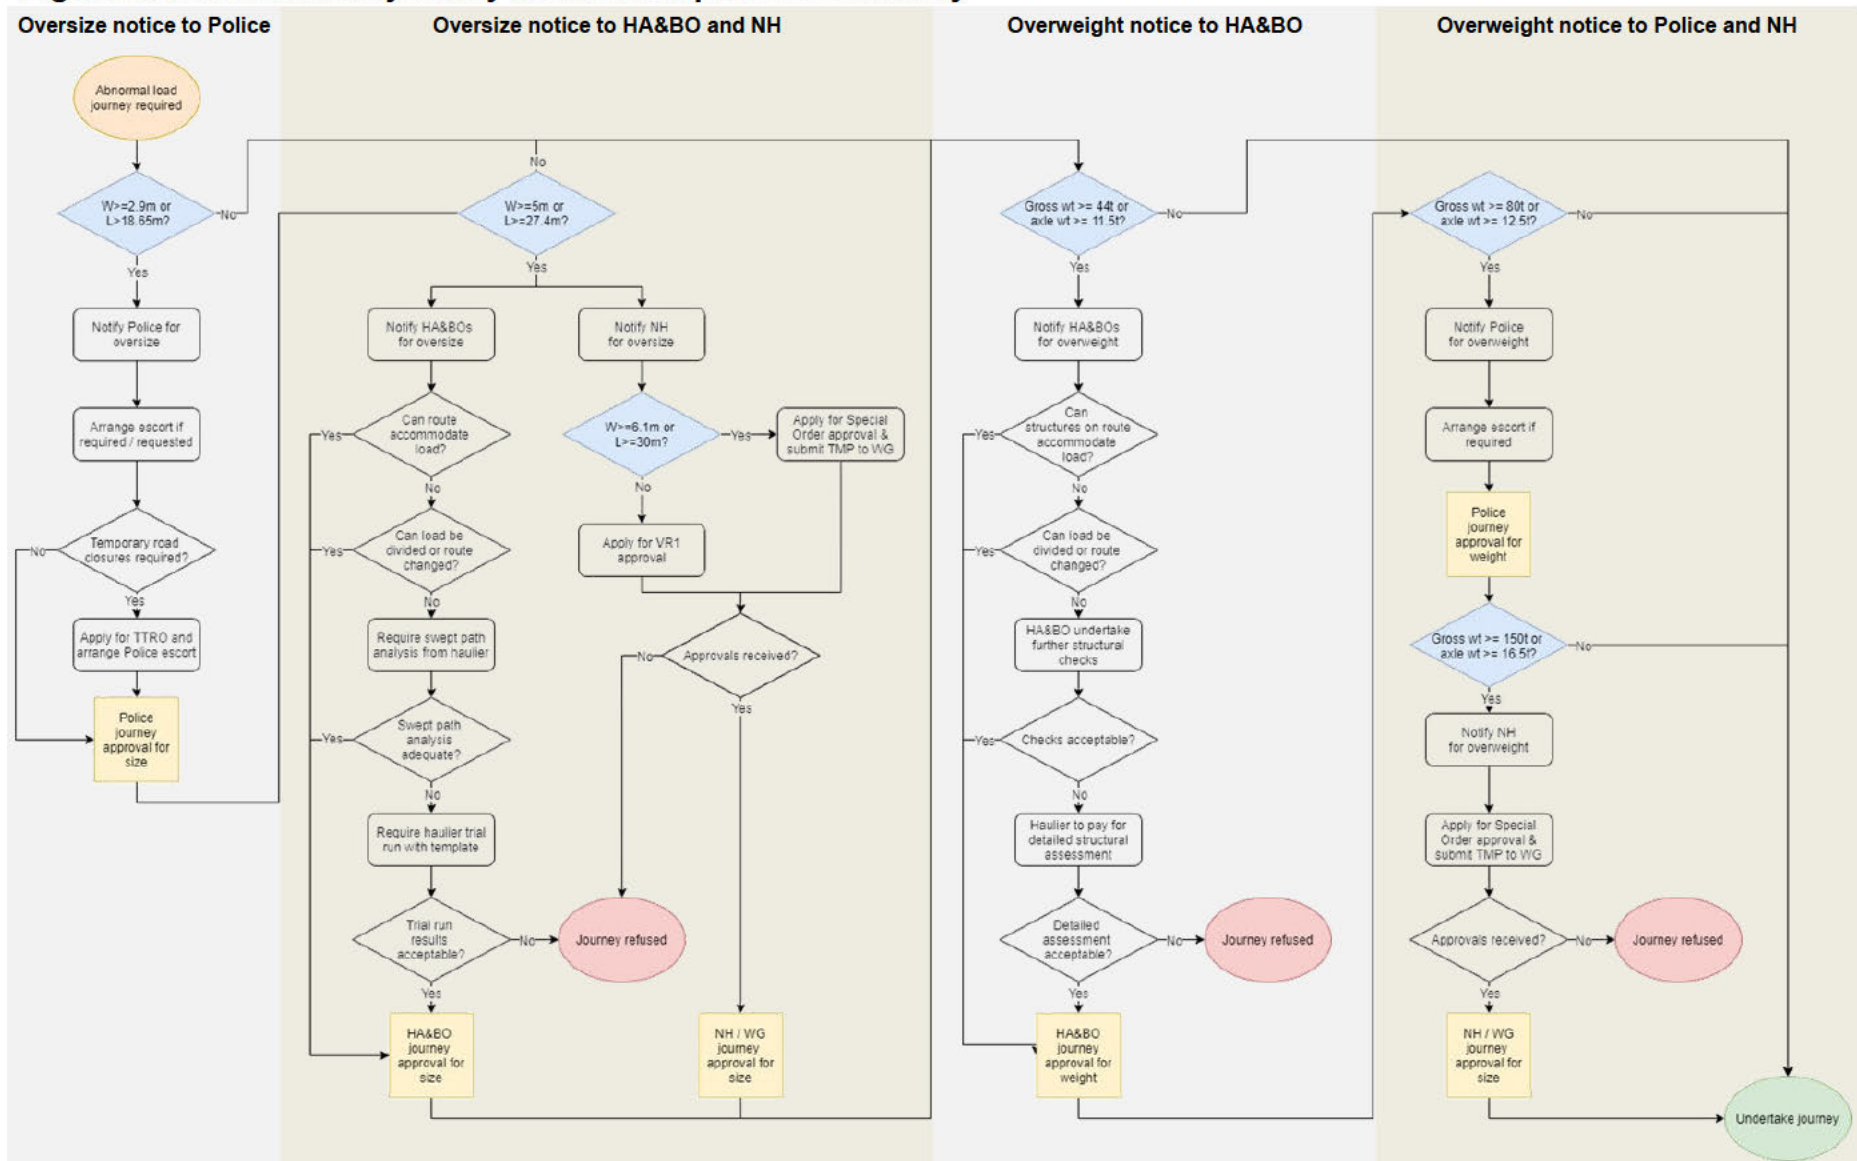 Oversize notice to Police
Oversize notice to HA&BO and NH
Overweight notice to HA&BO
Overweight notice to Police and NH
Abnormal load
journey required
W>=2.9m or
L>18.65m?
No
Yes
Notify Police for
oversize
Arrange escort if
required / requested
Temporary road
closures required?
No
Yes
Apply for TTRO and
arrange Police escort
Police
journey
approval for
size
No
W>=5m or
L>=27.4m?
Yes
Notify HA&BOs
for oversize
Can route
accommodate
load?
Yes
No
Can load be
divided or route
changed?
Yes
No
Require swept path
analysis from haulier
Swept path
analysis
adequate?
Yes
No
Require haulier trial
run with template
Trial run
results
acceptable?
No
Yes
HA&BO
journey
approval for
size
Notify NH
for oversize
W>=6.1m or
L>=30m?
Yes
No
Apply for Special
Order approval &
submit TMP to WG
Apply for VR1
approval
Approvals received?
No
Yes
Journey refused
NH / WG
journey
approval for
size
Gross wt >= 44t or
axle wt >= 11.5t?
No
Yes
Notify HA&BOs
for overweight
Can
structures on route
accommodate
load?
Yes
No
Can load be
divided or route
changed?
Yes
No
HA&BO undertake
further structural
checks
Checks acceptable?
Yes
No
Haulier to pay for
detailed structural
assessment
Detailed
assessment
acceptable?
No
Journey refused
Yes
HA&BO
journey
approval for
weight
Gross wt >= 80t or
axle wt >= 12.5t?
No
Yes
Notify Police
for overweight
Arrange escort if
required
Police
journey
approval for
weight
Gross wt >= 150t or
axle wt >= 16.5t?
No
Yes
Notify NH
for overweight
Apply for Special
Order approval &
submit TMP to WG
Approvals received?
No
Journey refused
Yes
NH / WG
journey
approval for
size
Undertake journey